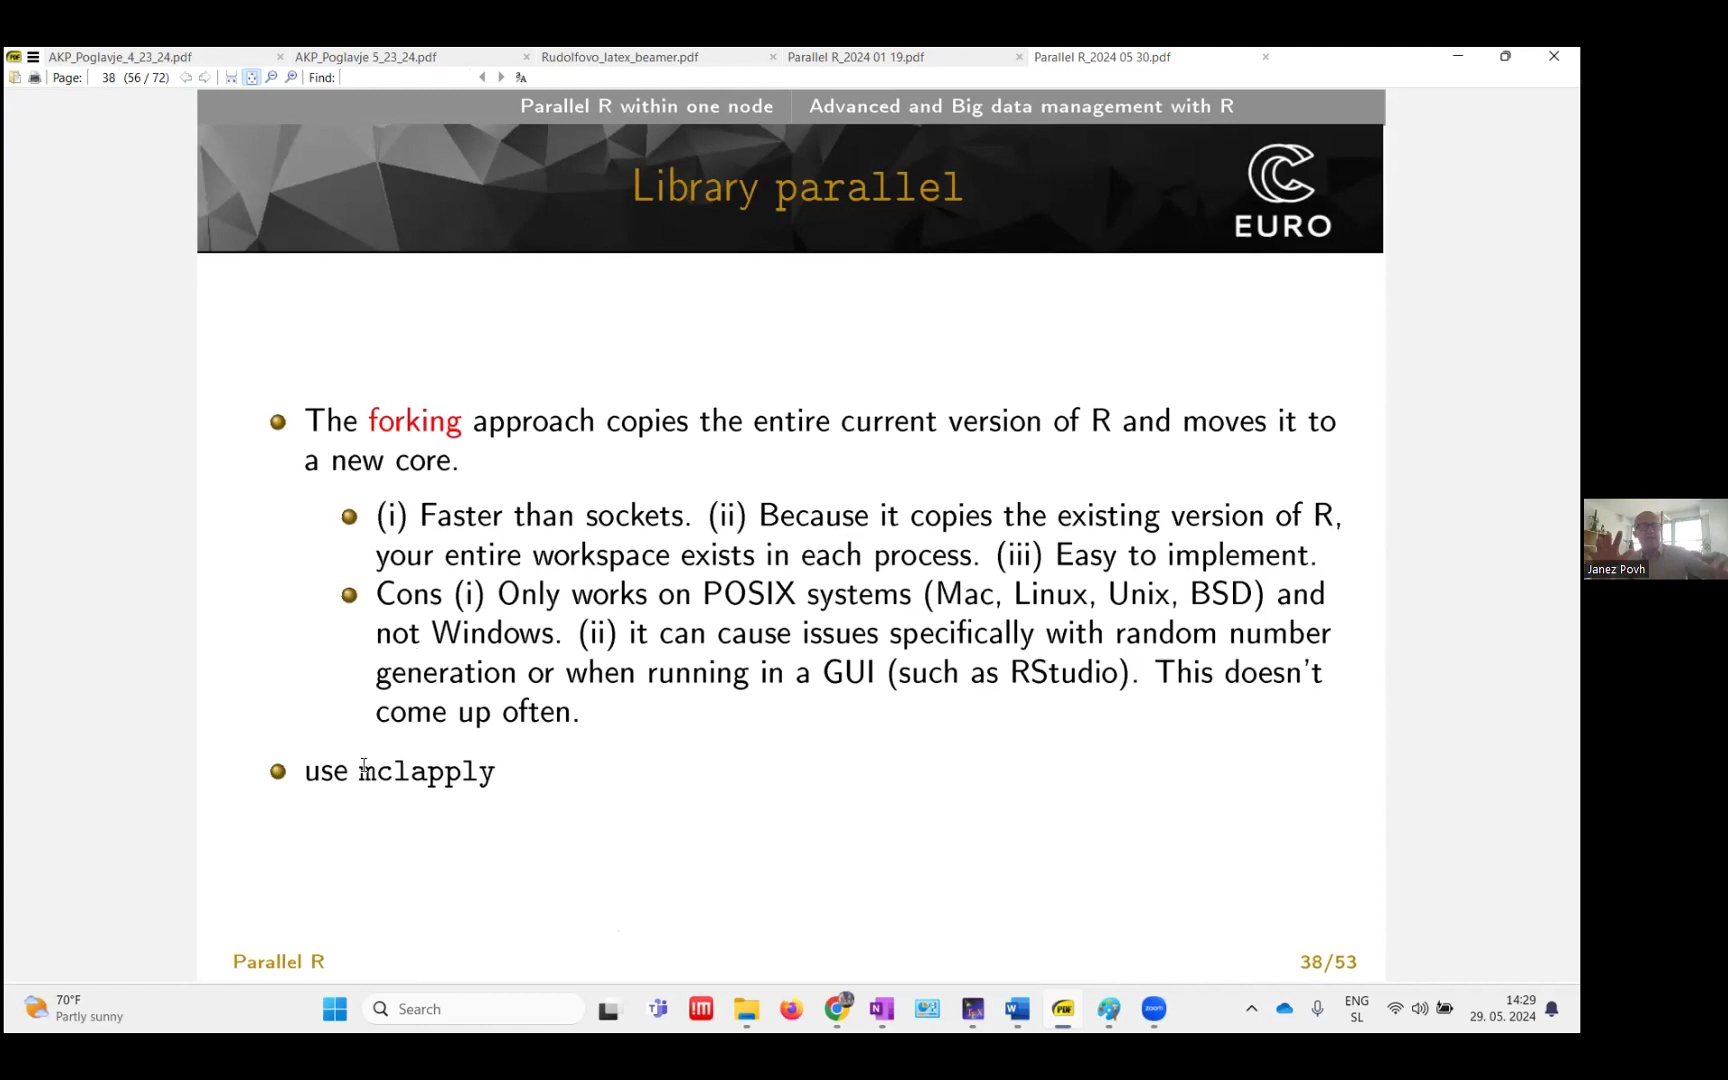 AKP_Poglavje_4_23_24.pdf × AKP_Poglavje 5_23_24.pdf × Rudolfovo_latex_beamer.pdf × Parallel R_2024 01 19.pdf × Parallel R_2024 05 30.pdf ×
Page: 38 (56 / 72) Find:
Parallel R within one node Advanced and Big data management with R
Library parallel
EURO
The forking approach copies the entire current version of R and moves it to
a new core.
(i) Faster than sockets. (ii) Because it copies the existing version of R,
your entire workspace exists in each process. (iii) Easy to implement.
Cons (i) Only works on POSIX systems (Mac, Linux, Unix, BSD) and
not Windows. (ii) it can cause issues specifically with random number
generation or when running in a GUI (such as RStudio). This doesn't
come up often.
use mclapply
Janez Povh
Parallel R 38/53
70°F
Partly sunny
Search
ENG
SL
14:29
29. 05. 2024